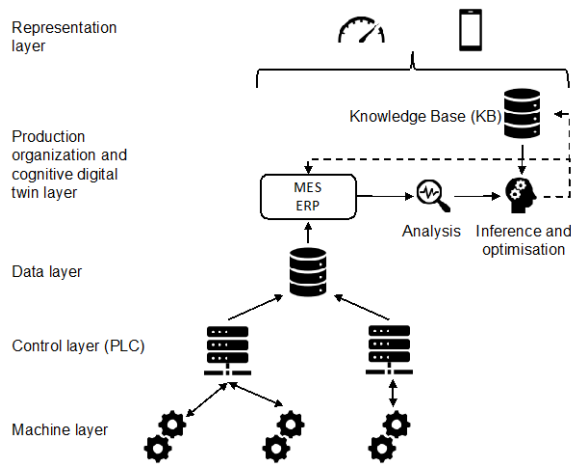 Representation
layer
Knowledge Base (KB)
Production
organization and
cognitive digital
twin layer
MES
ERP
Analysis
Inference and
optimisation
Data layer
Control layer (PLC)
Machine layer